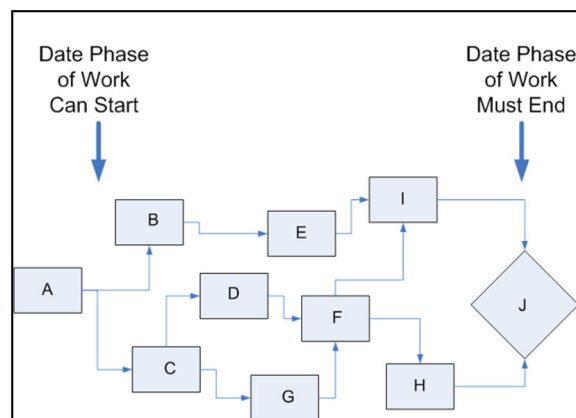 Date Phase
of Work
Can Start
Date Phase
of Work
Must End
I
B
E
A
D
F
J
C
G
H